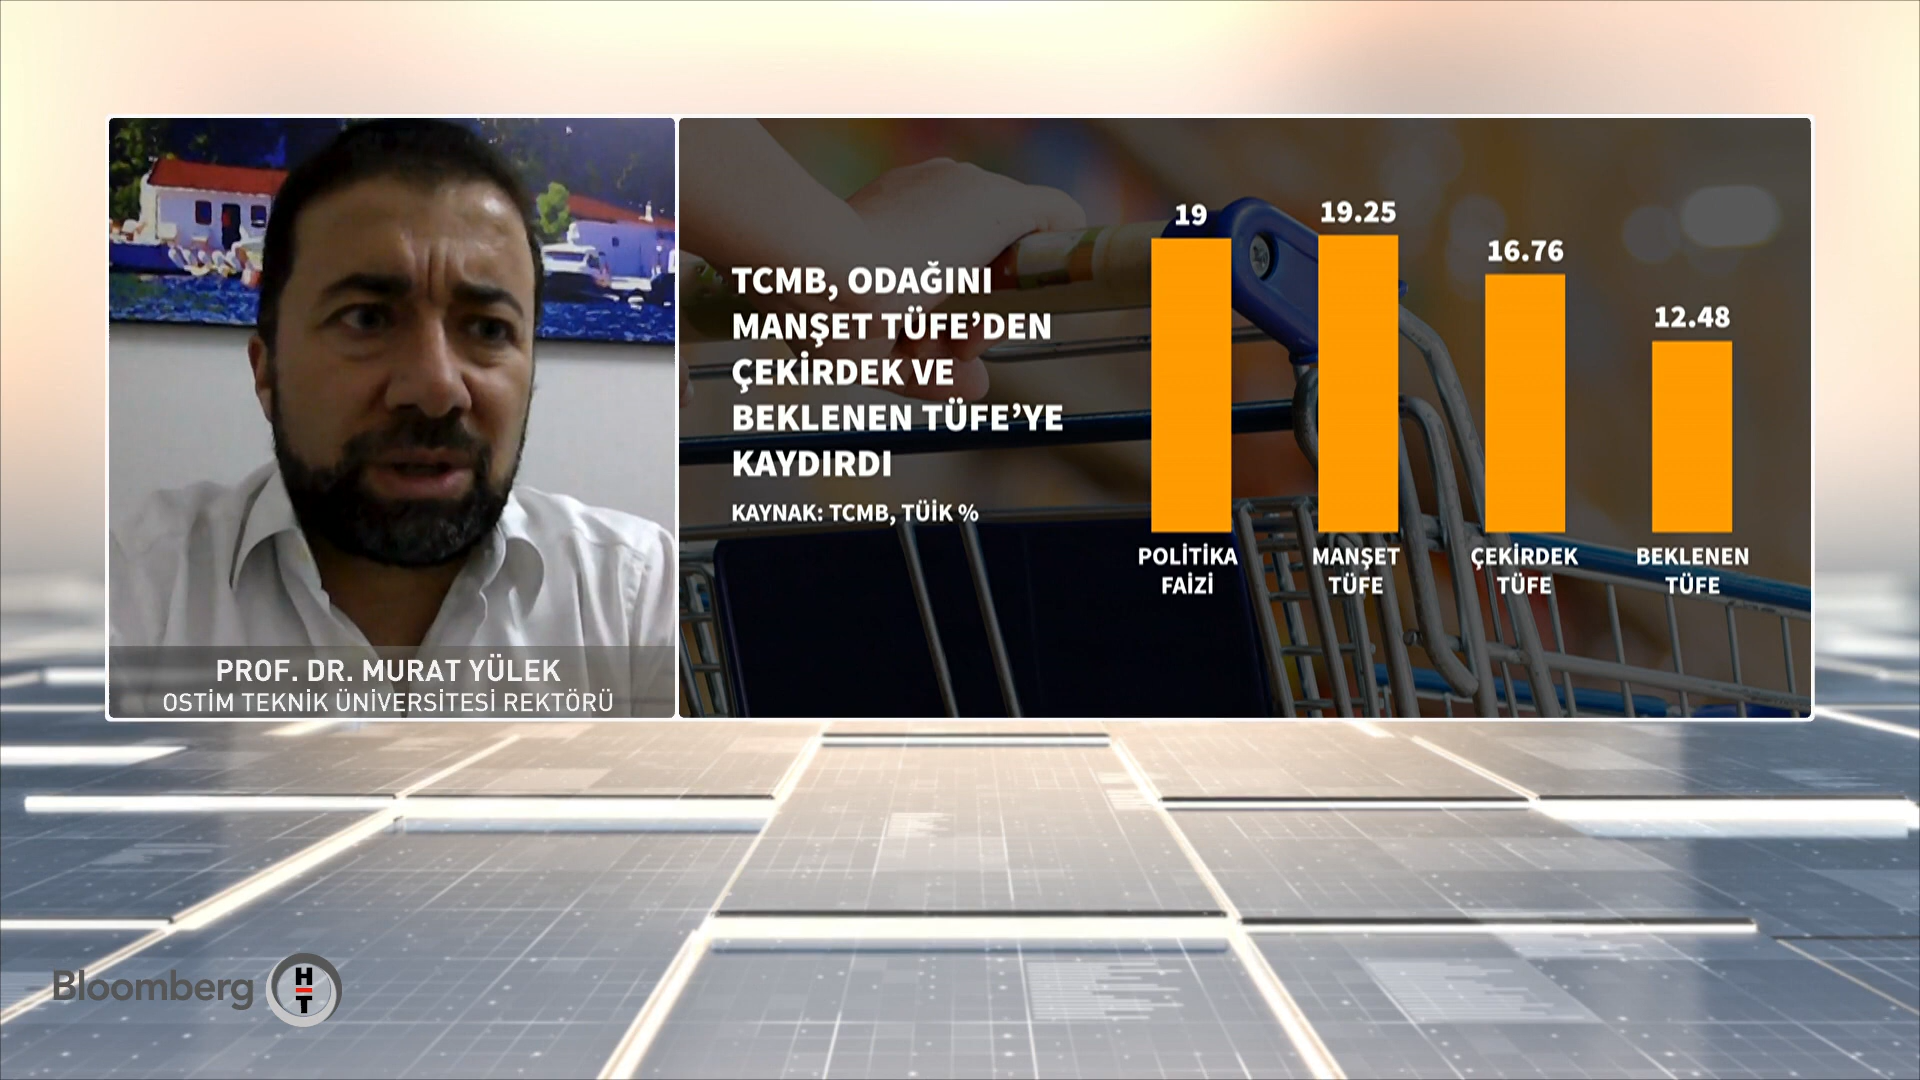 PROF. DR. MURAT YÜLEK
OSTİM TEKNİK ÜNİVERSİTESİ REKTÖRÜ
TCMB, ODAĞINI
MANŞET TÜFE’DEN
ÇEKİRDEK VE
BEKLENEN TÜFE’YE
KAYDIRDI
KAYNAK: TCMB, TÜİK %
19
19.25
16.76
12.48
POLİTİKA
FAİZİ
MANŞET
TÜFE
ÇEKİRDEK
TÜFE
BEKLENEN
TÜFE
Bloomberg
H
T